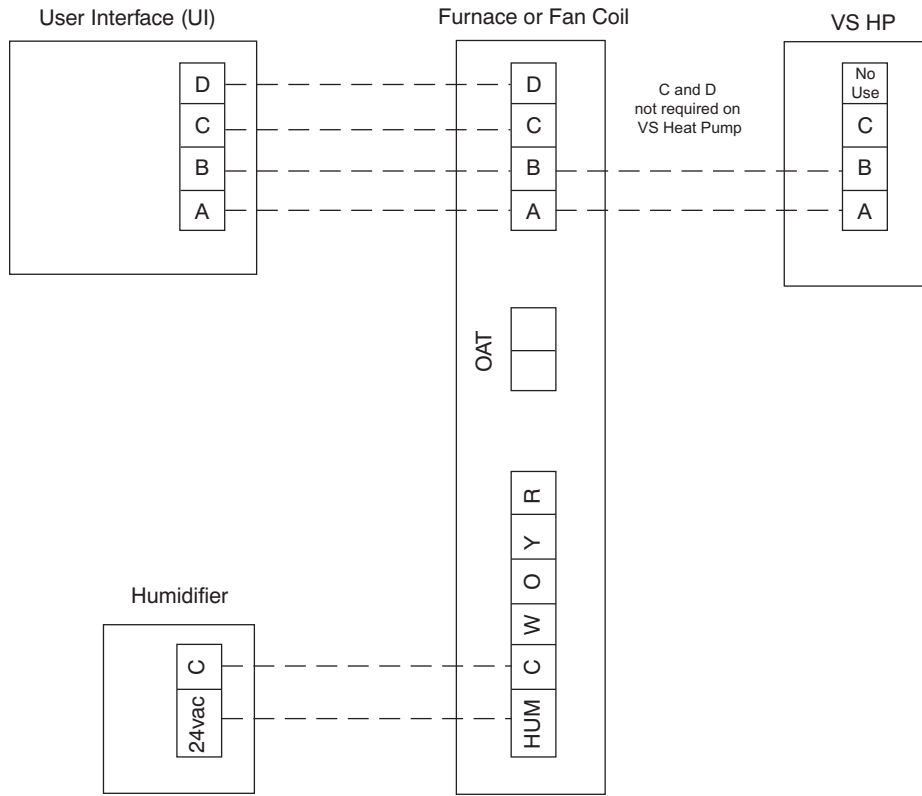 User Interface (UI)
Furnace or Fan Coil
VS HP
D
C
B
A
D
C
B
A
C and D
not required on
VS Heat Pump
No
Use
C
B
A
OAT
R
Y
O
W
C
HUM
Humidifier
C
24vac